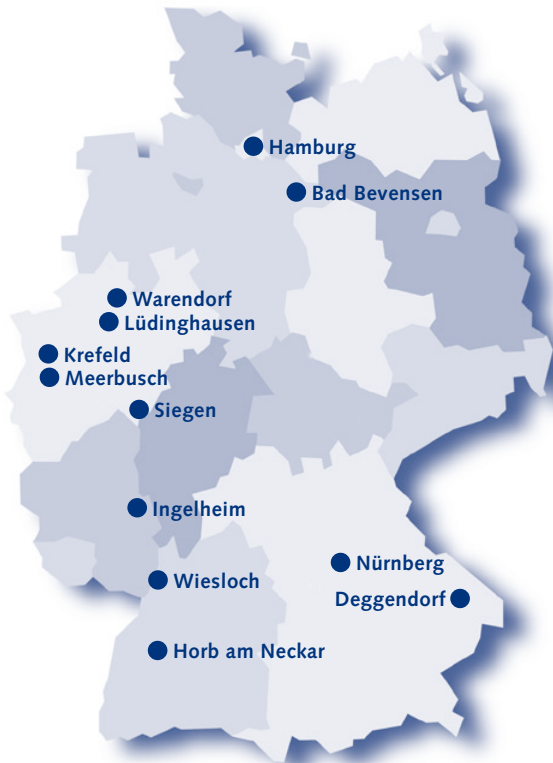 Hamburg
Bad Bevensen
Warendorf
Lüdinghausen
Krefeld
Meerbusch
Siegen
Ingelheim
Nürnberg
Wiesloch
Deggendorf
Horb am Neckar